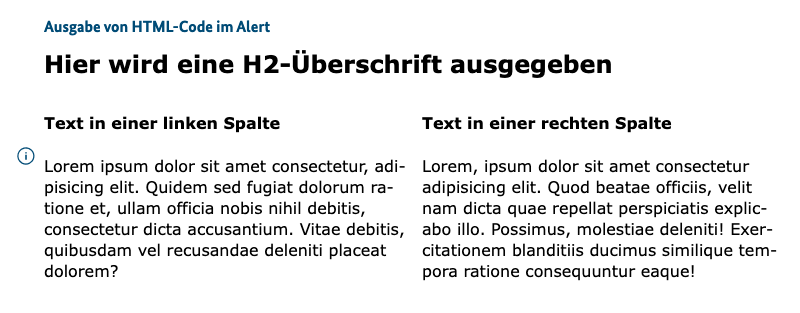 Ausgabe von HTML-Code im Alert
Hier wird eine H2-Überschrift ausgegeben
Text in einer linken Spalte
Lorem ipsum dolor sit amet consectetur, adi-
pisicing elit. Quidem sed fugiat dolorum ra-
tione et, ullam officia nobis nihil debitis,
consectetur dicta accusantium. Vitae debitis,
quibusdam vel recusandae deleniti placeat
dolorem?
Text in einer rechten Spalte
Lorem, ipsum dolor sit amet consectetur
adipisicing elit. Quod beatae officiis, velit
nam dicta quae repellat perspiciatis explic-
abo illo. Possimus, molestiae deleniti! Exer-
citationem blanditiis ducimus similique tem-
pora ratione consequuntur eaque!